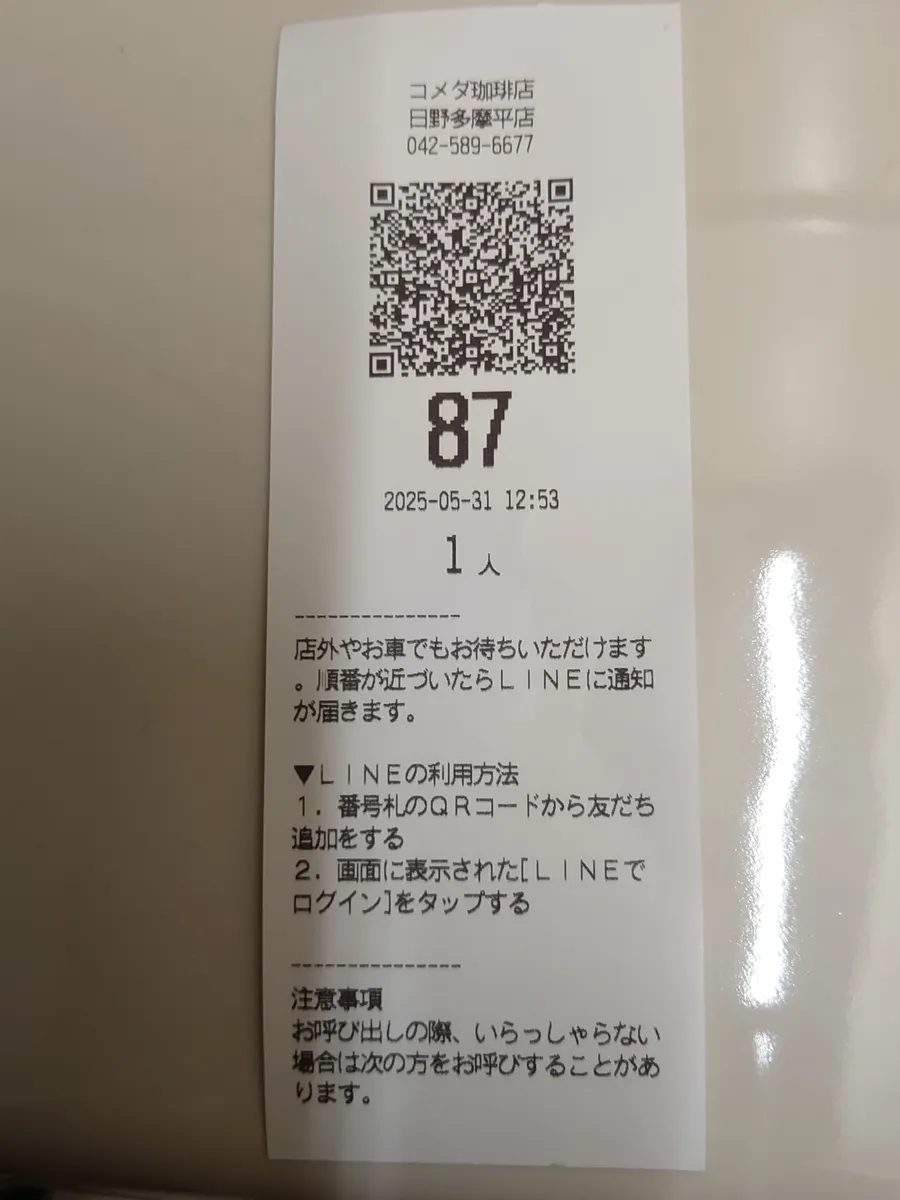 コメダ珈琲店
日野多摩平店
042-589-6677
87
2025-05-31 12:53
1 人
---------------
店外やお車でもお待ちいただけます
。順番が近づいたらＬＩＮＥに通知
が届きます。
▼ＬＩＮＥの利用方法
１．番号札のＱＲコードから友だち
追加をする
２．画面に表示された[ＬＩＮＥで
ログイン]をタップする
---------------
注意事項
お呼び出しの際、いらっしゃらない
場合は次の方をお呼びすることがあ
ります。